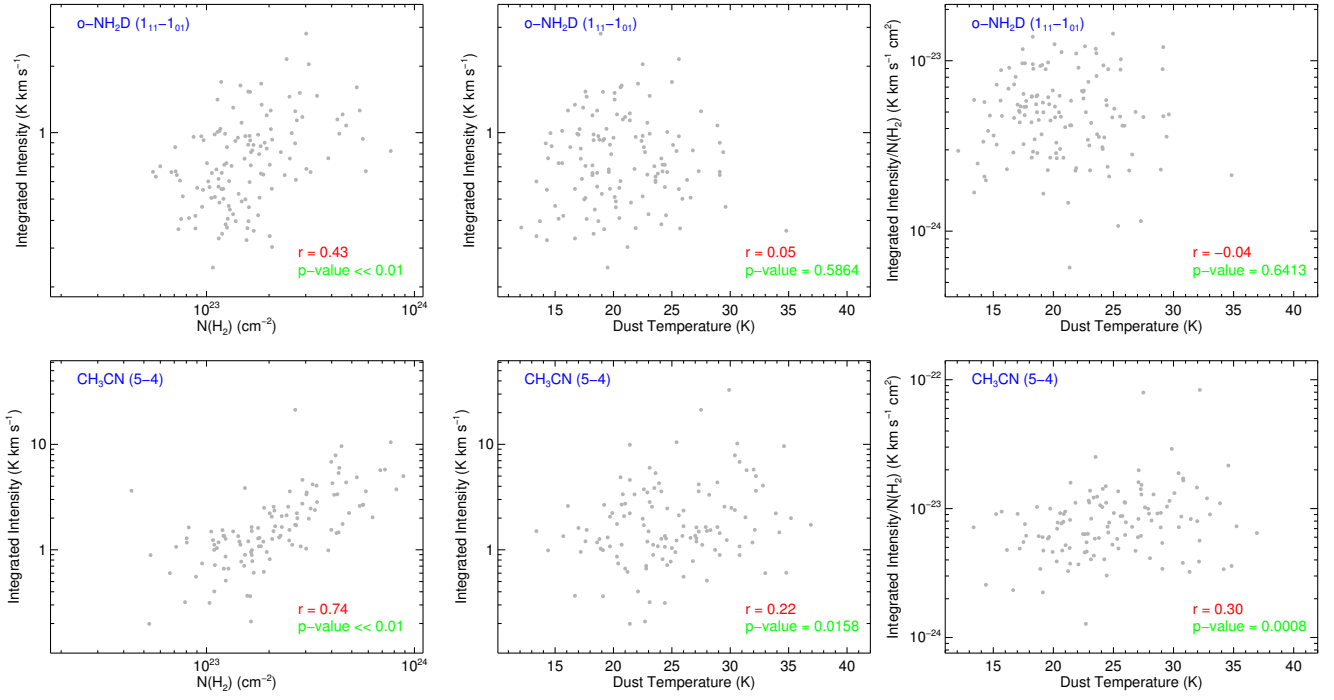 o−NH₂D (1₁₁−1₀₁)
Integrated Intensity (K km s⁻¹)
1
r = 0.43
p−value << 0.01
10²³ 10²⁴
N(H₂) (cm⁻²)
o−NH₂D (1₁₁−1₀₁)
Integrated Intensity (K km s⁻¹)
1
r = 0.05
p−value = 0.5864
15 20 25 30 35 40
Dust Temperature (K)
o−NH₂D (1₁₁−1₀₁)
Integrated Intensity/N(H₂) (K km s⁻¹ cm²)
10⁻²³
10⁻²⁴
r = −0.04
p−value = 0.6413
15 20 25 30 35 40
Dust Temperature (K)
CH₃CN (5−4)
Integrated Intensity (K km s⁻¹)
10
1
r = 0.74
p−value << 0.01
10²³ 10²⁴
N(H₂) (cm⁻²)
CH₃CN (5−4)
Integrated Intensity (K km s⁻¹)
10
1
r = 0.22
p−value = 0.0158
15 20 25 30 35 40
Dust Temperature (K)
CH₃CN (5−4)
Integrated Intensity/N(H₂) (K km s⁻¹ cm²)
10⁻²²
10⁻²³
10⁻²⁴
r = 0.30
p−value = 0.0008
15 20 25 30 35 40
Dust Temperature (K)